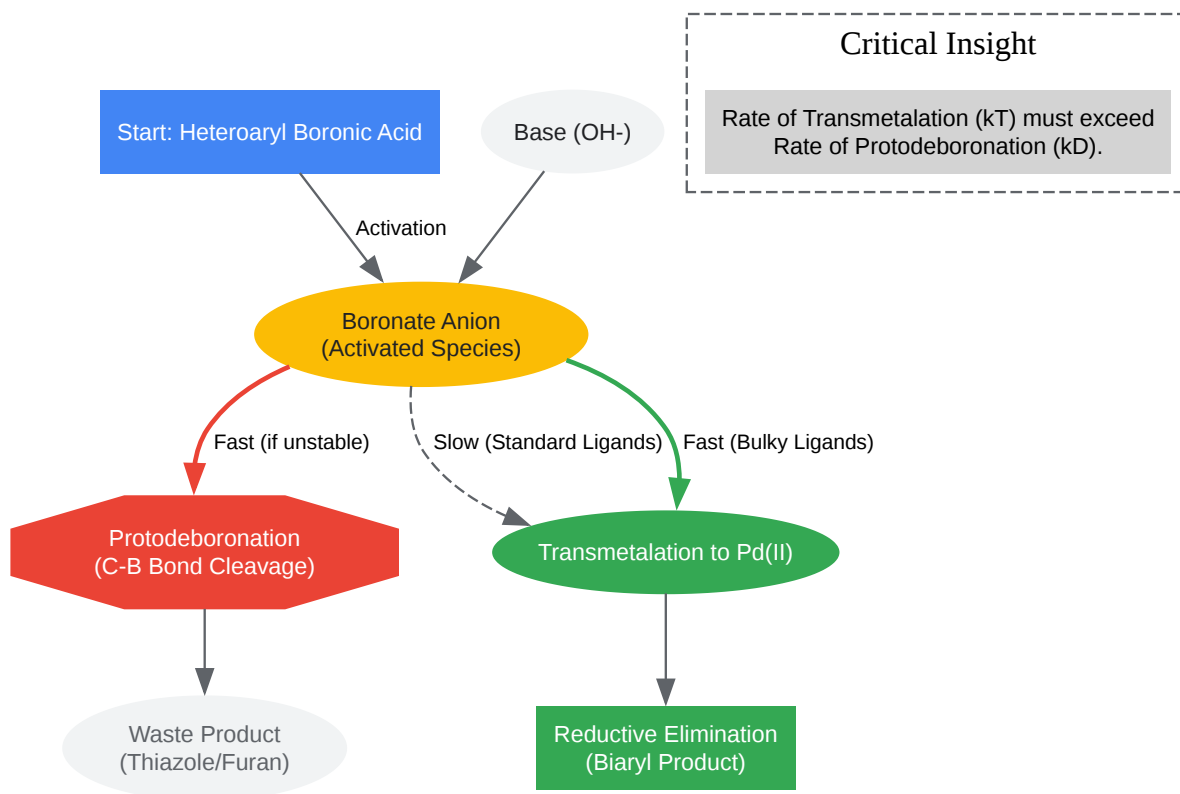 Critical Insight
Rate of Transmetalation (kT) must exceed
Rate of Protodeboronation (kD).
Start: Heteroaryl Boronic Acid
Base (OH-)
Activation
Boronate Anion
(Activated Species)
Fast (if unstable)
Slow (Standard Ligands)
Fast (Bulky Ligands)
Protodeboronation
(C-B Bond Cleavage)
Transmetalation to Pd(II)
Waste Product
(Thiazole/Furan)
Reductive Elimination
(Biaryl Product)